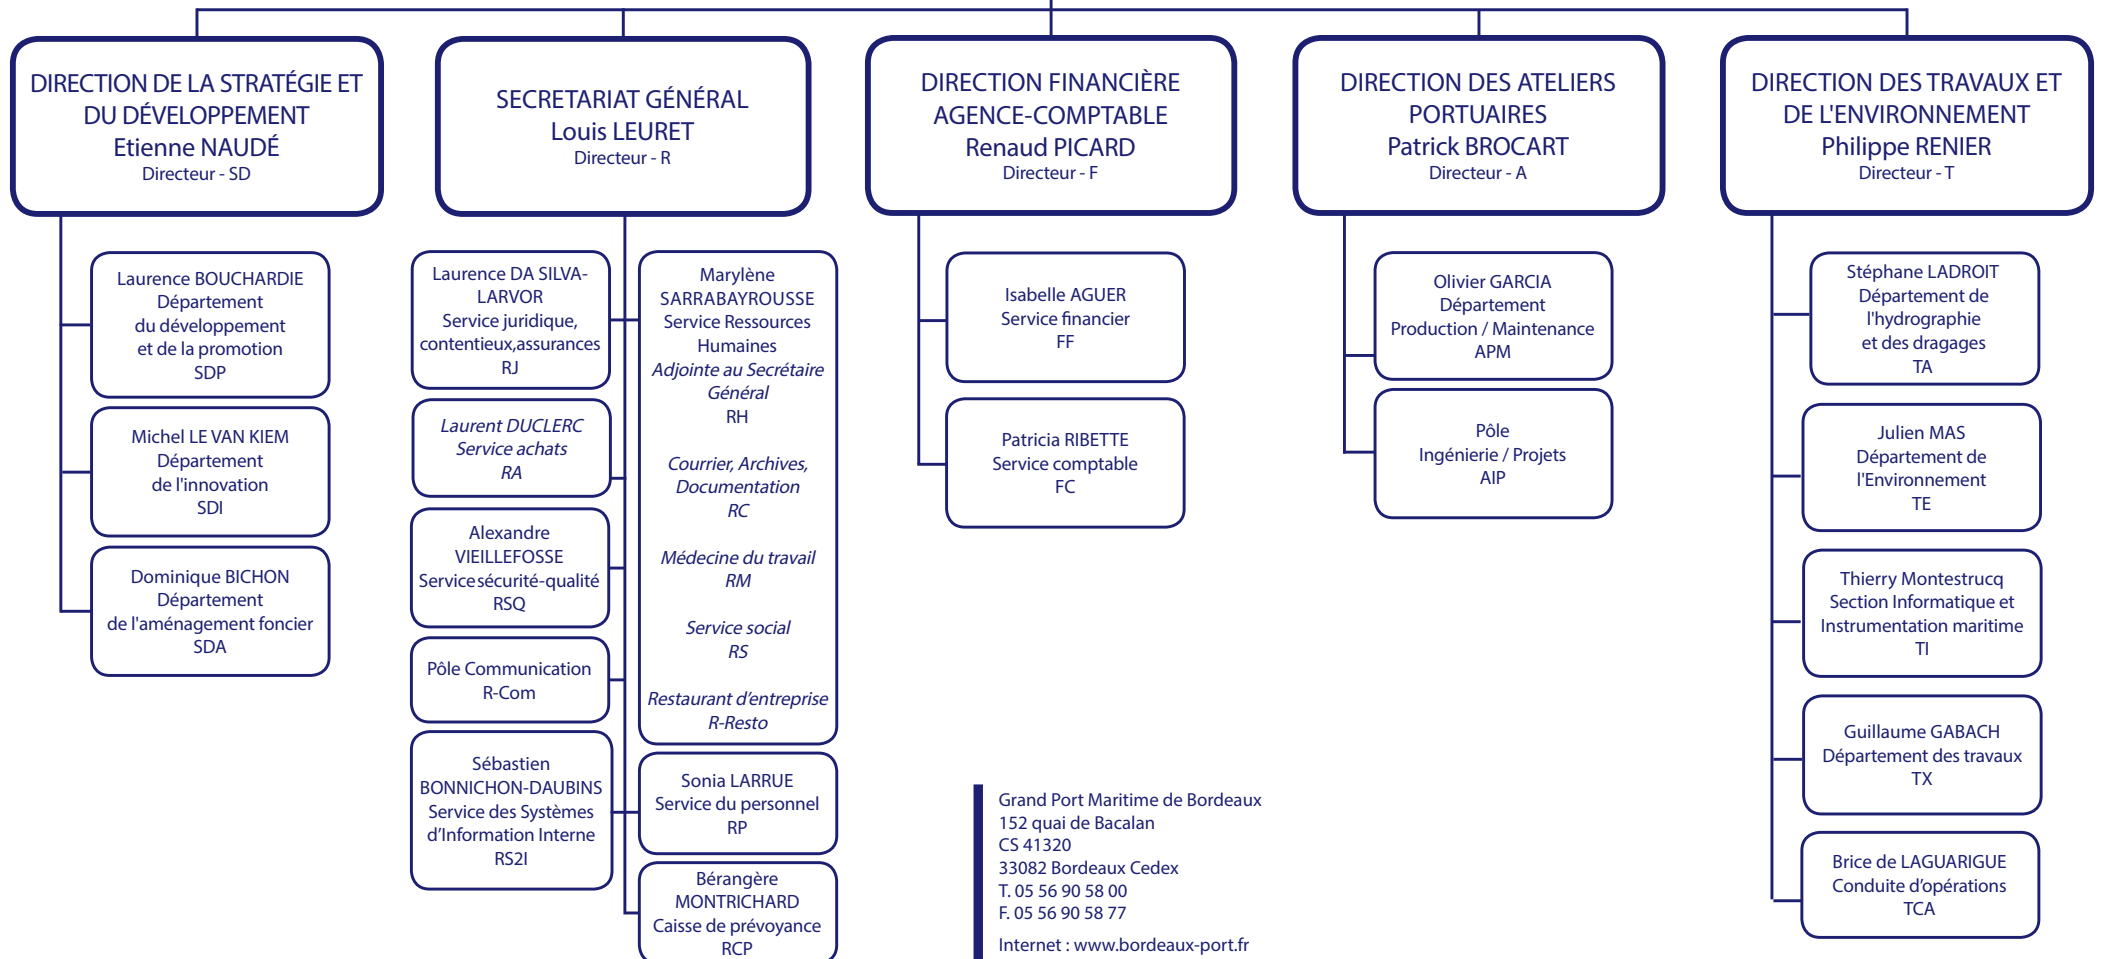 DIRECTION DE LA STRATÉGIE ET
DU DÉVELOPPEMENT
Etienne NAUDÉ
Directeur - SD
Laurence BOUCHARDIE
Département
du développement
et de la promotion
SDP
Michel LE VAN KIEM
Département
de l'innovation
SDI
Dominique BICHON
Département
de l'aménagement foncier
SDA
SECRETARIAT GÉNÉRAL
Louis LEURET
Directeur - R
Laurence DA SILVA-
LARVOR
Service juridique,
contentieux,assurances
RJ
Laurent DUCLERC
Service achats
RA
Alexandre
VIEILLEFOSSE
Service sécurité-qualité
RSQ
Pôle Communication
R-Com
Sébastien
BONNICHON-DAUBINS
Service des Systèmes
d’Information Interne
RS2I
Marylène
SARRABAYROUSSE
Service Ressources
Humaines
Adjointe au Secrétaire
Général
RH
Courrier, Archives,
Documentation
RC
Médecine du travail
RM
Service social
RS
Restaurant d’entreprise
R-Resto
Sonia LARRUE
Service du personnel
RP
Bérangère
MONTRICHARD
Caisse de prévoyance
RCP
DIRECTION FINANCIÈRE
AGENCE-COMPTABLE
Renaud PICARD
Directeur - F
Isabelle AGUER
Service financier
FF
Patricia RIBETTE
Service comptable
FC
DIRECTION DES ATELIERS
PORTUAIRES
Patrick BROCART
Directeur - A
Olivier GARCIA
Département
Production / Maintenance
APM
Pôle
Ingénierie / Projets
AIP
DIRECTION DES TRAVAUX ET
DE L'ENVIRONNEMENT
Philippe RENIER
Directeur - T
Stéphane LADROIT
Département de
l'hydrographie
et des dragages
TA
Julien MAS
Département de
l'Environnement
TE
Thierry Montestrucq
Section Informatique et
Instrumentation maritime
TI
Guillaume GABACH
Département des travaux
TX
Brice de LAGUARIGUE
Conduite d’opérations
TCA
Grand Port Maritime de Bordeaux
152 quai de Bacalan
CS 41320
33082 Bordeaux Cedex
T. 05 56 90 58 00
F. 05 56 90 58 77
Internet : www.bordeaux-port.fr